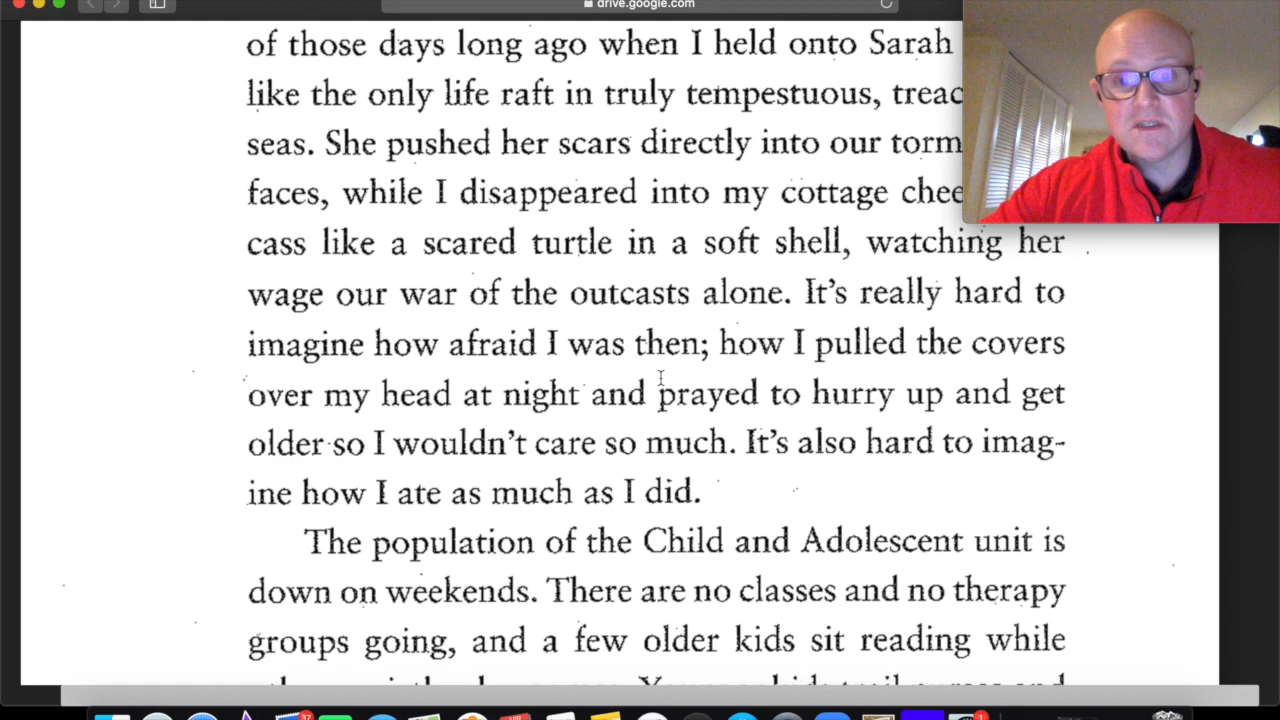 drive.google.com
of those days long ago when I held onto Sarah
like the only life raft in truly tempestuous,
seas. She pushed her scars directly into our
faces, while I disappeared into my cottage
cass like a scared turtle in a soft shell, watching her
wage our war of the outcasts alone. It's really hard to
imagine how afraid I was then; how I pulled the covers
over my head at night and prayed to hurry up and get
older so I wouldn't care so much. It's also hard to imag-
ine how I ate as much as I did.
The population of the Child and Adolescent unit is
down on weekends. There are no classes and no therapy
groups going, and a few older kids sit reading while
37
1